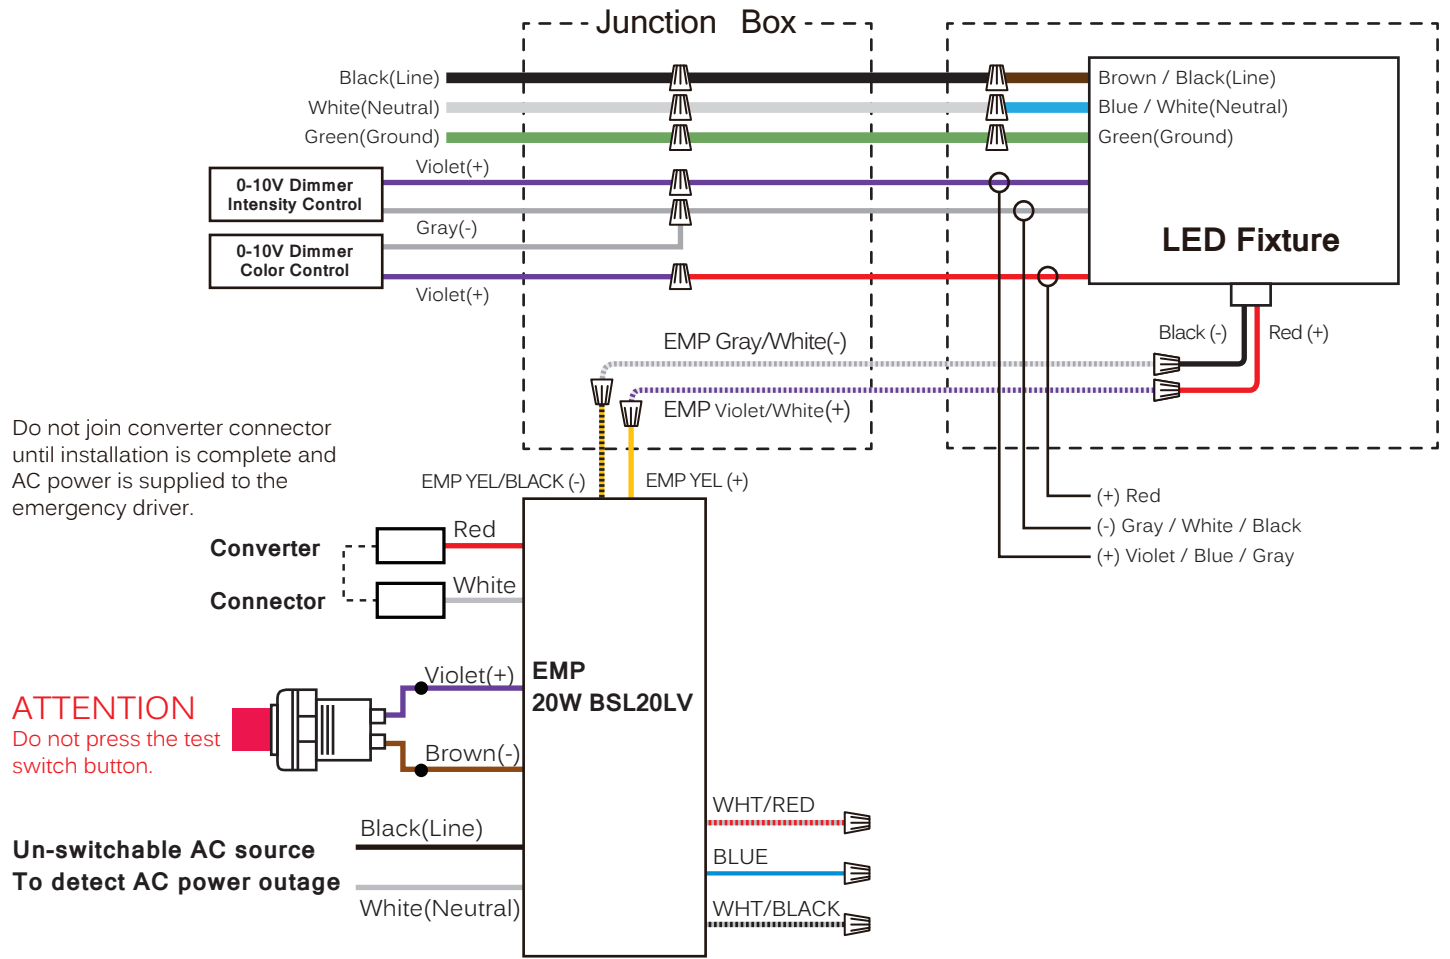 Junction Box
Black(Line)
White(Neutral)
Green(Ground)
Violet(+)
0-10V Dimmer
Intensity Control
Gray(-)
0-10V Dimmer
Color Control
Violet(+)
Brown / Black(Line)
Blue / White(Neutral)
Green(Ground)
LED Fixture
Black (-)
Red (+)
EMP Gray/White(-)
EMP Violet/White(+)
EMP YEL/BLACK (-)
EMP YEL (+)
(+) Red
(-) Gray / White / Black
(+) Violet / Blue / Gray
Do not join converter connector
until installation is complete and
AC power is supplied to the
emergency driver.
Converter
Red
Connector
White
ATTENTION
Do not press the test
switch button.
Violet(+)
Brown(-)
EMP
20W BSL20LV
Un-switchable AC source
To detect AC power outage
Black(Line)
White(Neutral)
WHT/RED
BLUE
WHT/BLACK